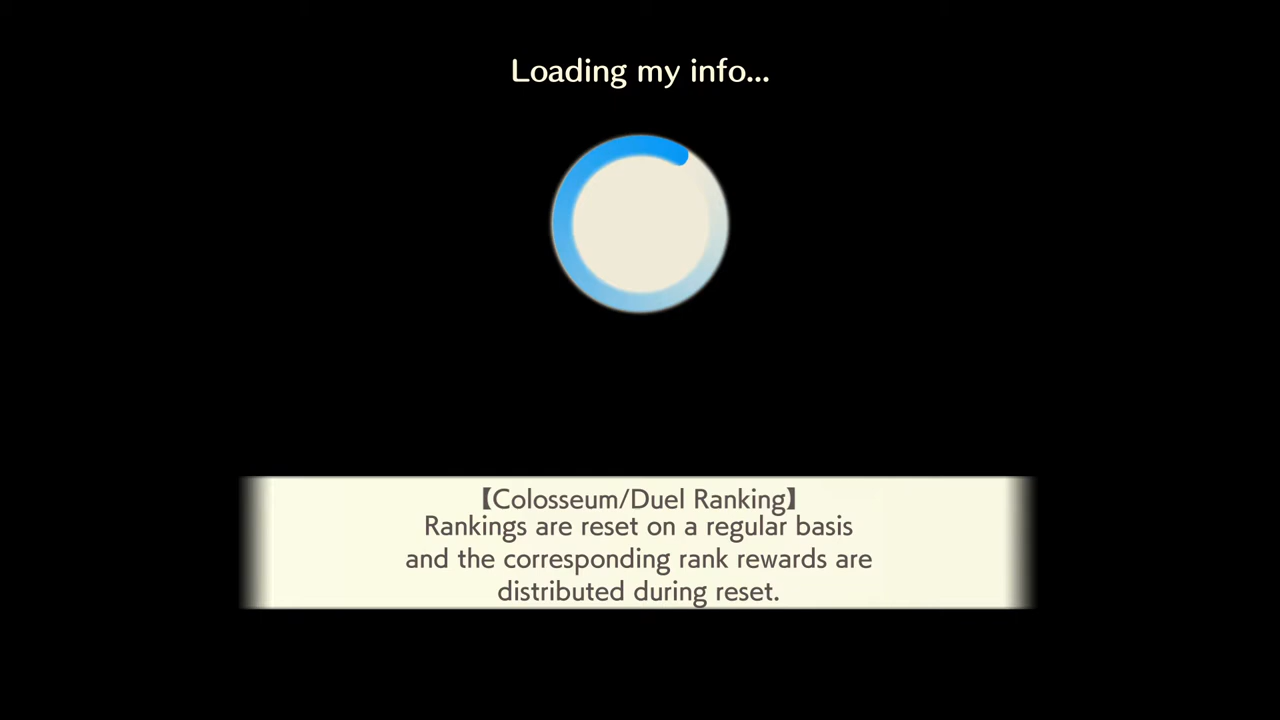 Loading my info...
【Colosseum/Duel Ranking】
Rankings are reset on a regular basis
and the corresponding rank rewards are
distributed during reset.